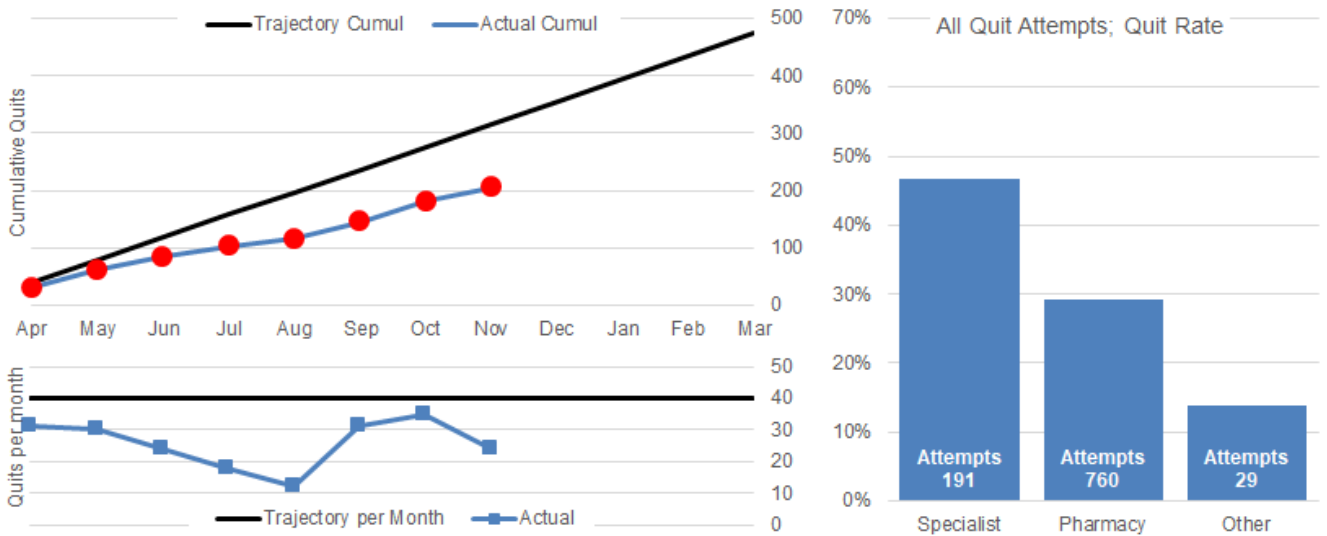 Trajectory Cumul
Actual Cumul
500
400
300
200
100
0
Cumulative Quits
Apr May Jun Jul Aug Sep Oct Nov Dec Jan Feb Mar
50
40
30
20
10
0
Quits per month
Trajectory per Month
Actual
All Quit Attempts; Quit Rate
70%
60%
50%
40%
30%
20%
10%
0%
Attempts
191
Attempts
760
Attempts
29
Specialist Pharmacy Other